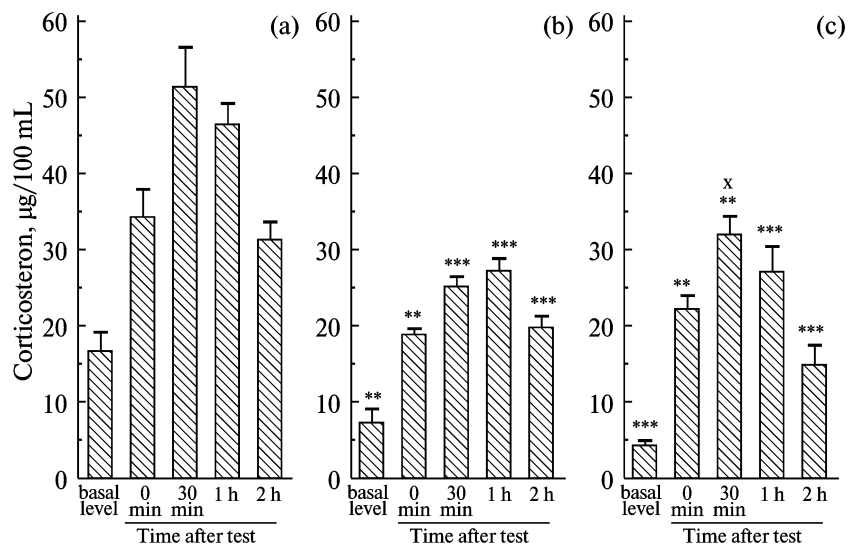 Corticosteron, µg/100 mL
(a)
60
50
40
30
20
10
0
basal level
0 min
30 min
1 h
2 h
Time after test
(b)
60
50
40
30
20
10
0
**
**
***
***
***
basal level
0 min
30 min
1 h
2 h
Time after test
(c)
60
50
40
30
20
10
0
***
**
x
**
***
***
basal level
0 min
30 min
1 h
2 h
Time after test